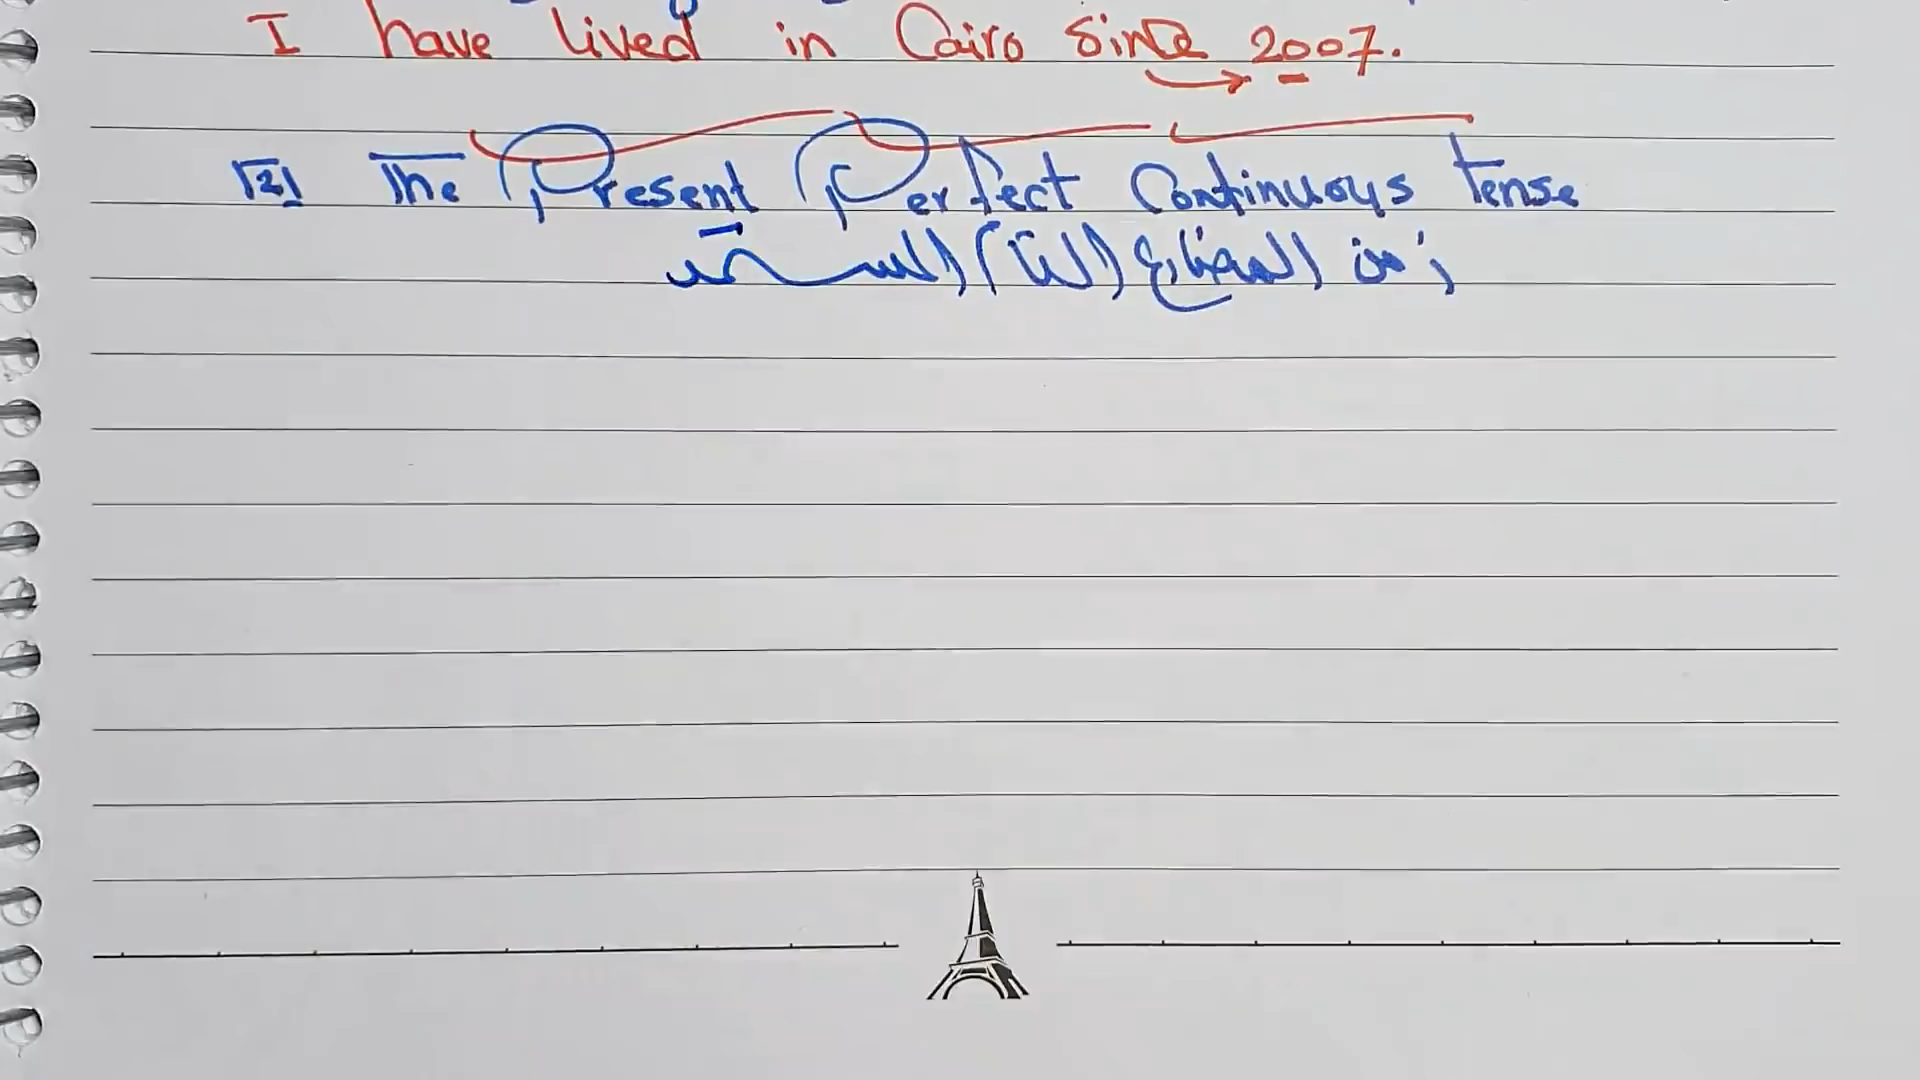 I have lived in Cairo Since 2007.
[2] The Present Perfect Continuous tense
زمن المضارع التام المستمر